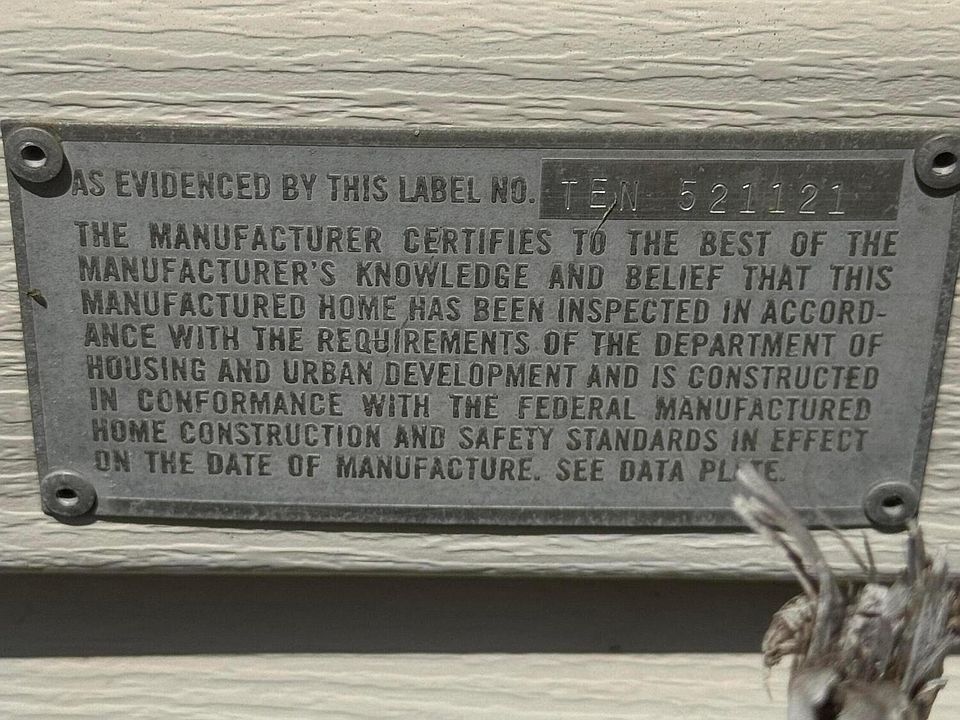 AS EVIDENCED BY THIS LABEL NO. TEN 521121
THE MANUFACTURER CERTIFIES TO THE BEST OF THE
MANUFACTURER'S KNOWLEDGE AND BELIEF THAT THIS
MANUFACTURED HOME HAS BEEN INSPECTED IN ACCORD-
ANCE WITH THE REQUIREMENTS OF THE DEPARTMENT OF
HOUSING AND URBAN DEVELOPMENT AND IS CONSTRUCTED
IN CONFORMANCE WITH THE FEDERAL MANUFACTURED
HOME CONSTRUCTION AND SAFETY STANDARDS IN EFFECT
ON THE DATE OF MANUFACTURE. SEE DATA PLATE.